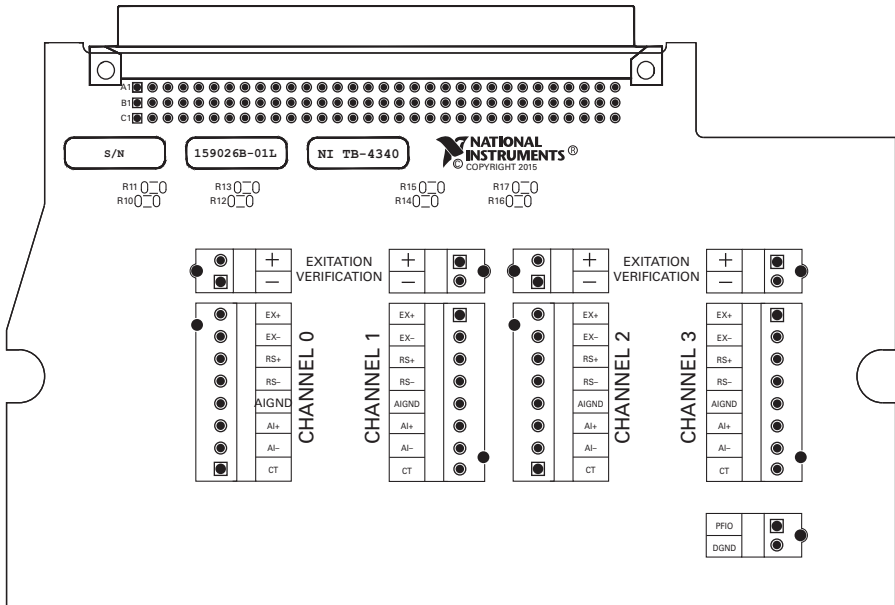 A1
B1
C1
S/N
159026B-01L
NI TB-4340
NATIONAL
INSTRUMENTS ®
© COPYRIGHT 2015
R11
R10
R13
R12
R15
R14
R17
R16
+
−
EXITATION
VERIFICATION
+
−
+
−
EXITATION
VERIFICATION
+
−
EX+
EX−
RS+
RS−
AIGND
AI+
AI−
CT
CHANNEL 0
CHANNEL 1
EX+
EX−
RS+
RS−
AIGND
AI+
AI−
CT
EX+
EX−
RS+
RS−
AIGND
AI+
AI−
CT
CHANNEL 2
CHANNEL 3
EX+
EX−
RS+
RS−
AIGND
AI+
AI−
CT
PFIO
DGND